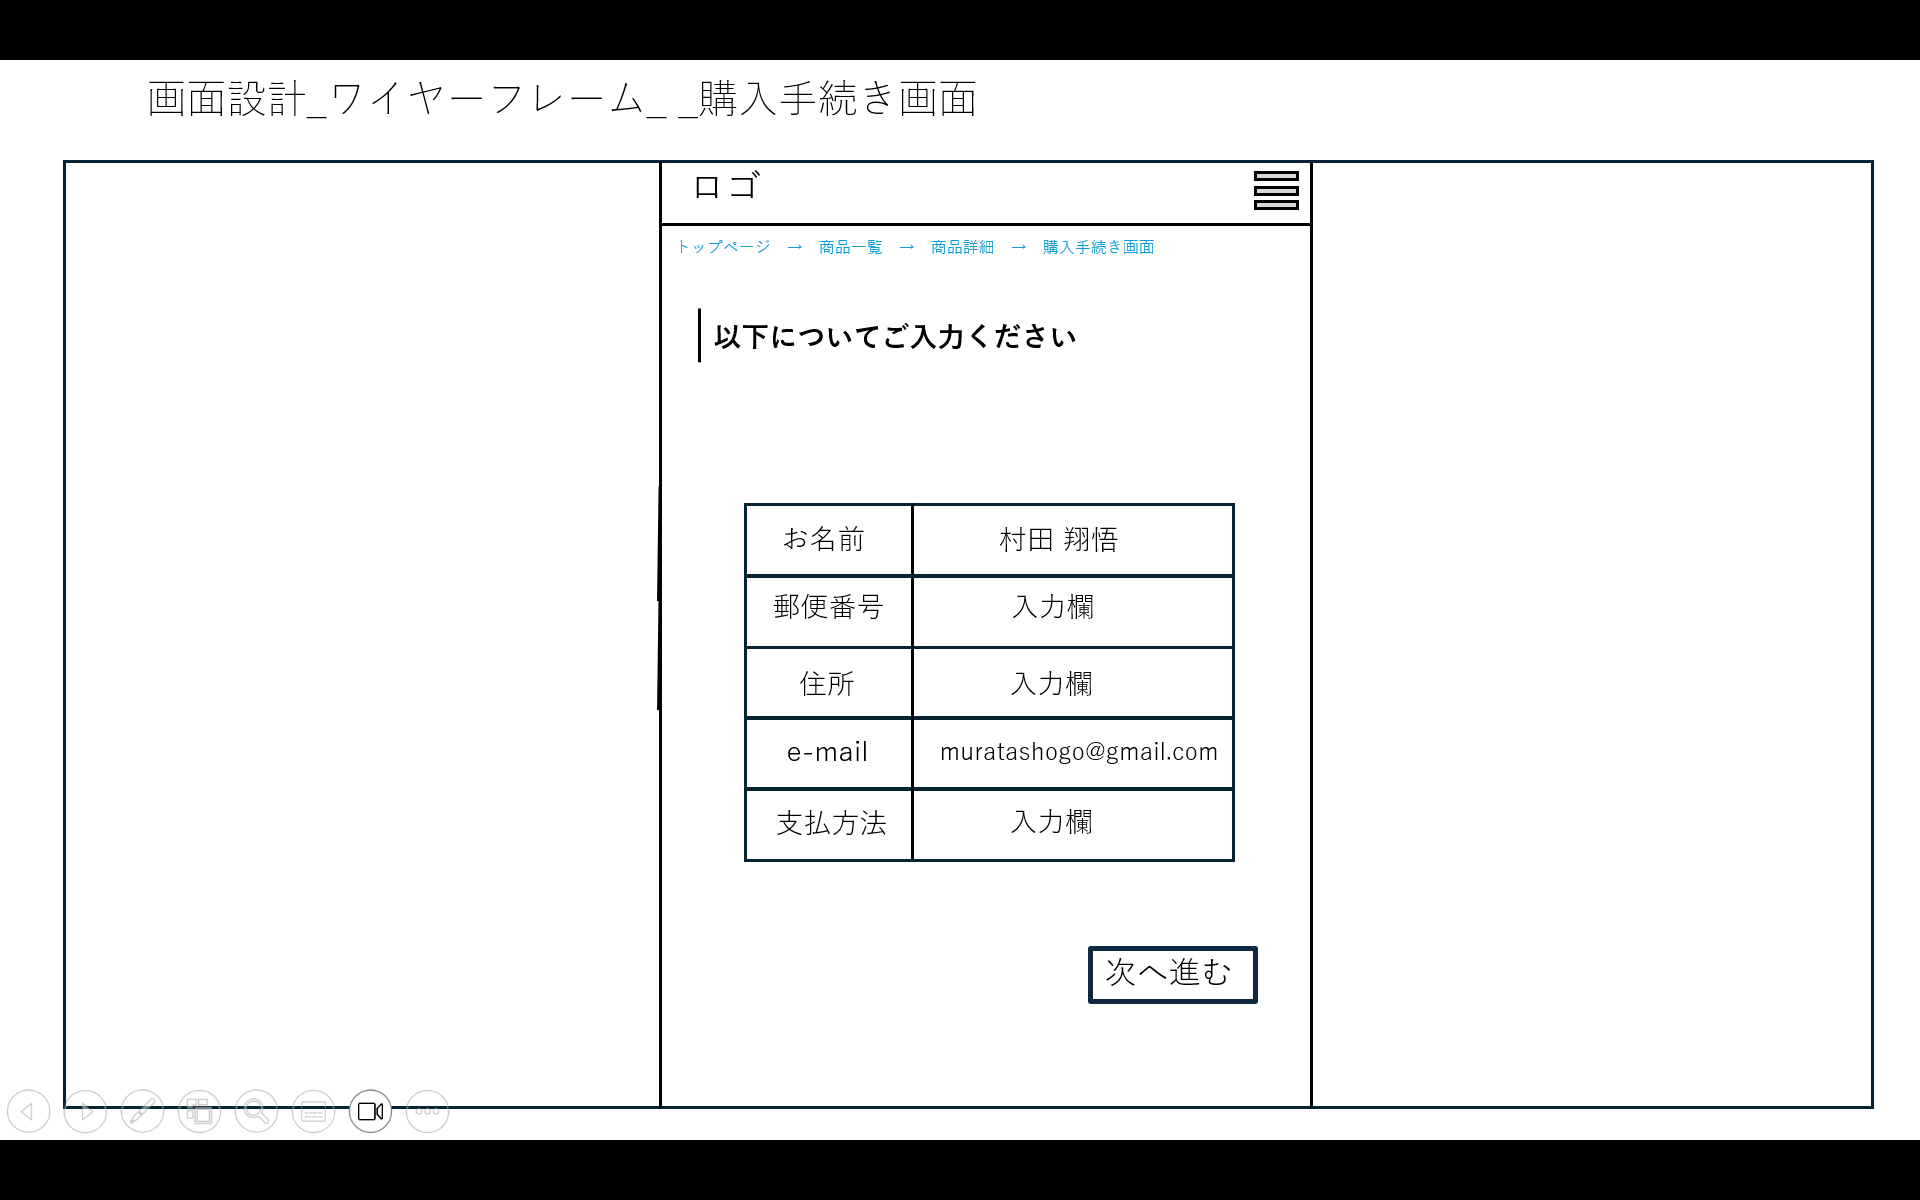 画面設計_ワイヤーフレーム_ _購入手続き画面
ロゴ
トップページ　→　商品一覧　→　商品詳細　→　購入手続き画面
以下についてご入力ください
お名前 村田 翔悟
郵便番号 入力欄
住所 入力欄
e-mail muratashogo@gmail.com
支払方法 入力欄
次へ進む